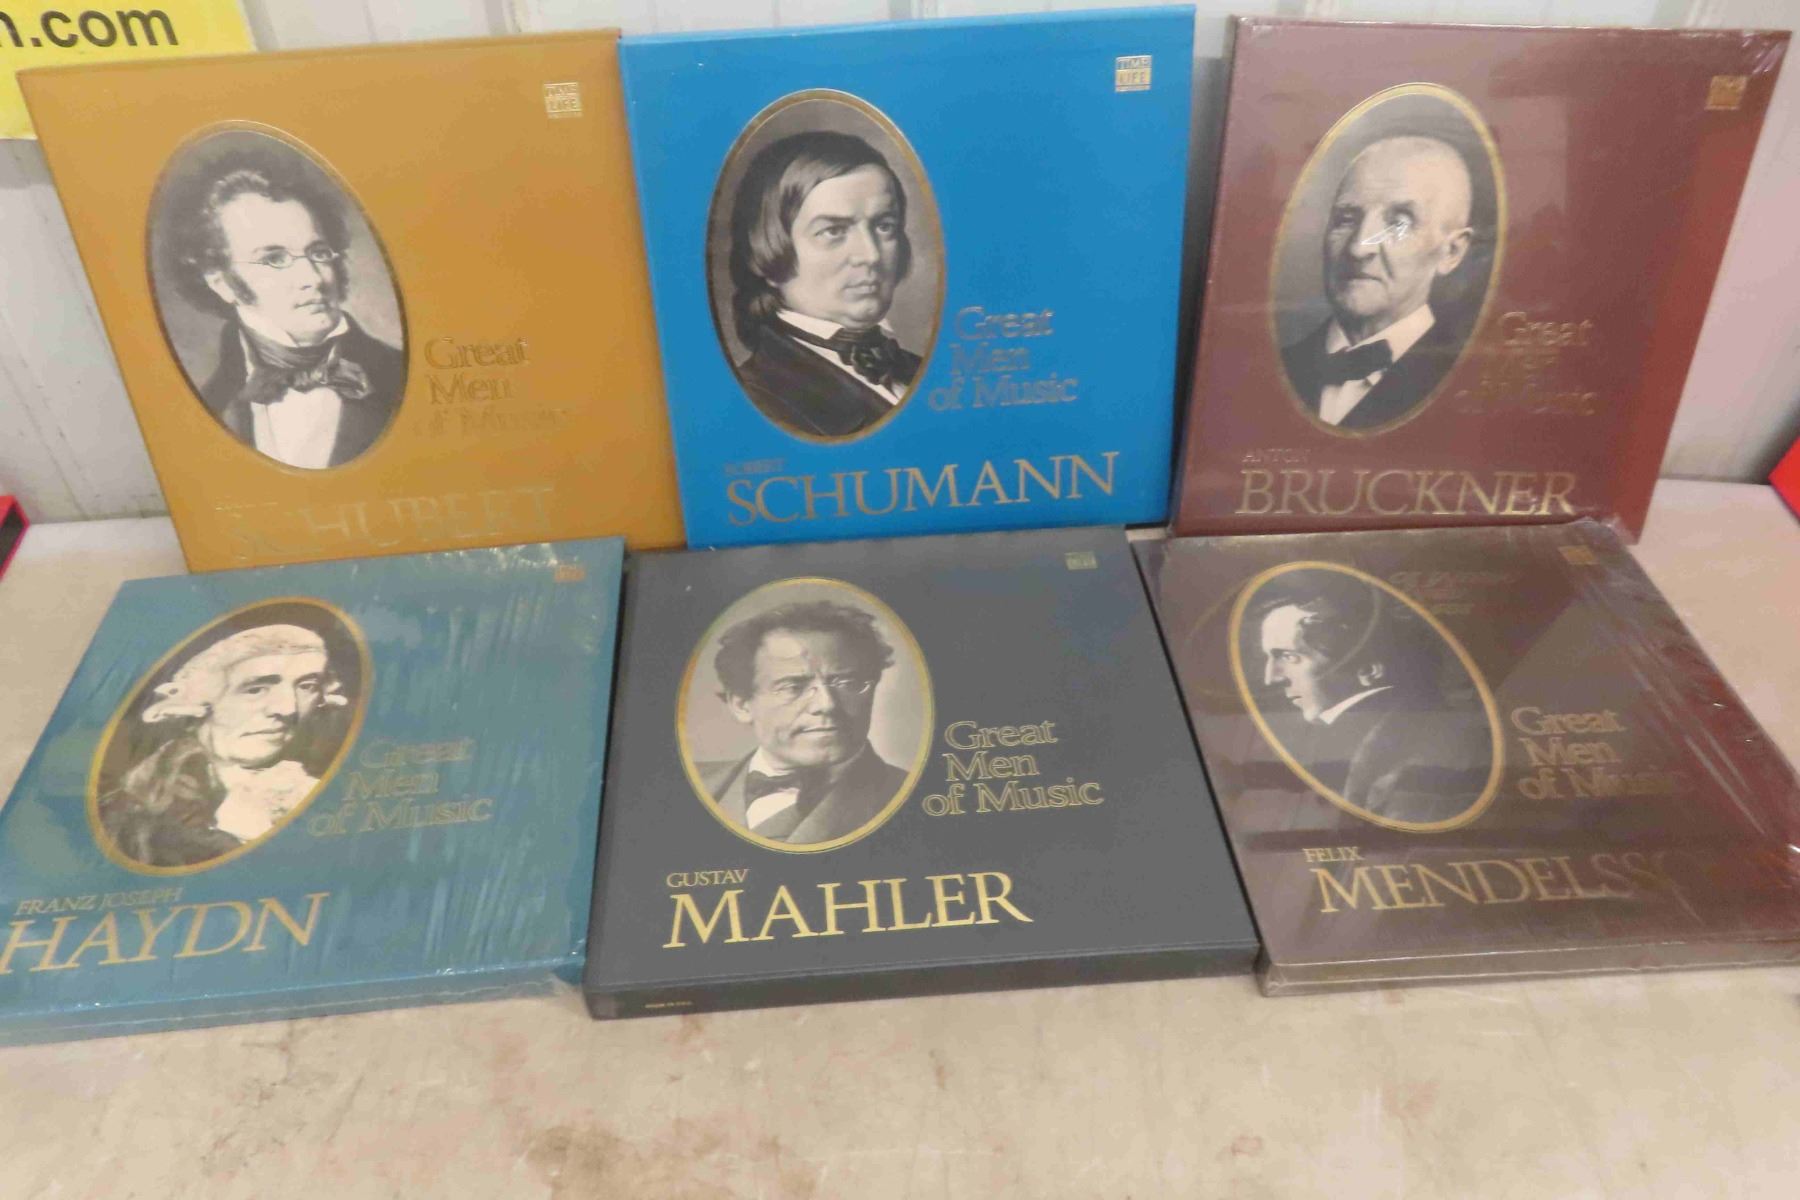 n.com
TIME
LIFE
Great
Men
of Music
SCHUBERT
TIME
LIFE
Great
Men
of Music
ROBERT
SCHUMANN
Great
Men
of Music
ANTON
BRUCKNER
Great
Men
of Music
FRANZ JOSEPH
HAYDN
Great
Men
of Music
GUSTAV
MAHLER
Great
Men
of Music
FELIX
MENDELSS